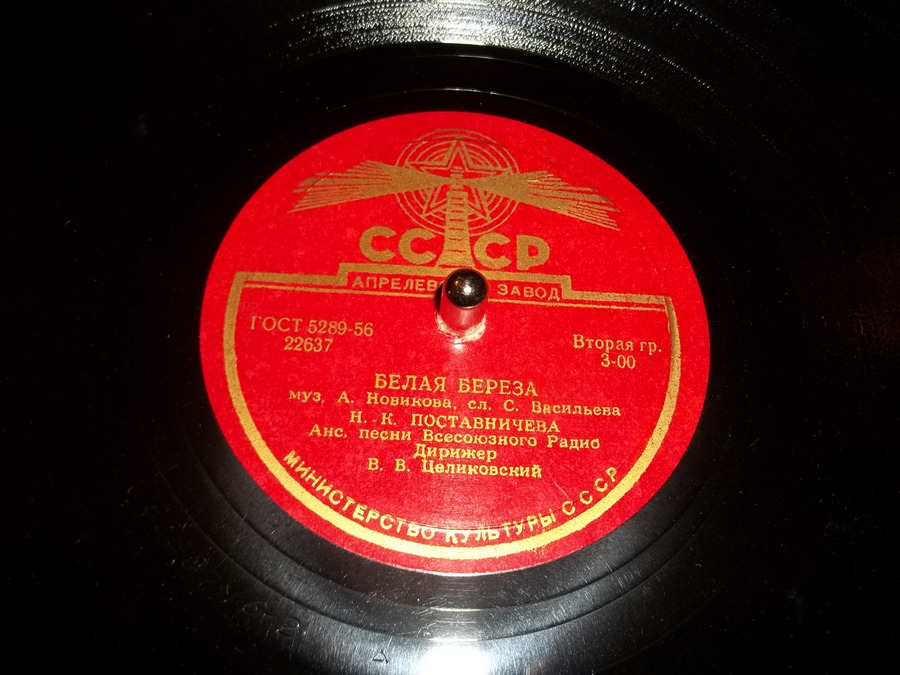 СССР
АПРЕЛЕВ ЗАВОД
ГОСТ 5289-56
22637
Вторая гр.
3-00
БЕЛАЯ БЕРЕЗА
муз. А. Новикова, сл. С. Васильева
Н. К. ПОСТАВНИЧЕВА
Анс. песни Всесоюзного Радио
Дирижер
В. В. Целиковский
МИНИСТЕРСТВО КУЛЬТУРЫ СССР